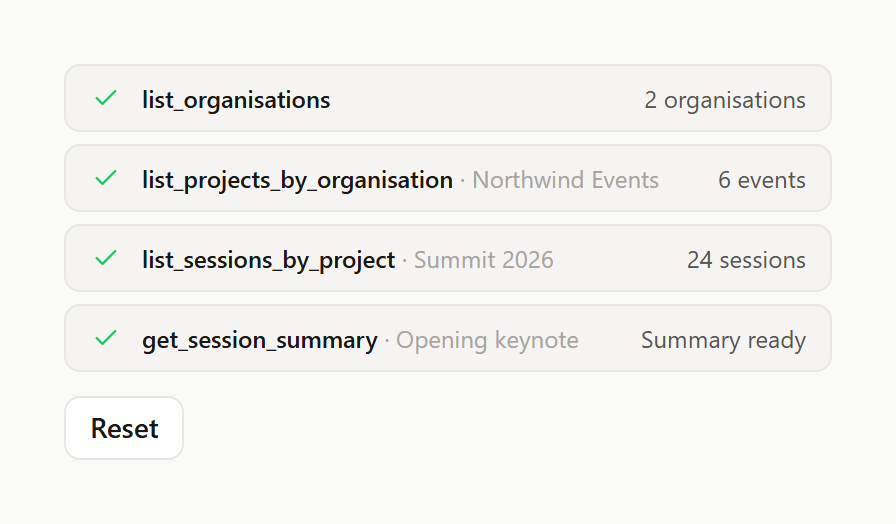 list_organisations 2 organisations
list_projects_by_organisation · Northwind Events 6 events
list_sessions_by_project · Summit 2026 24 sessions
get_session_summary · Opening keynote Summary ready
Reset